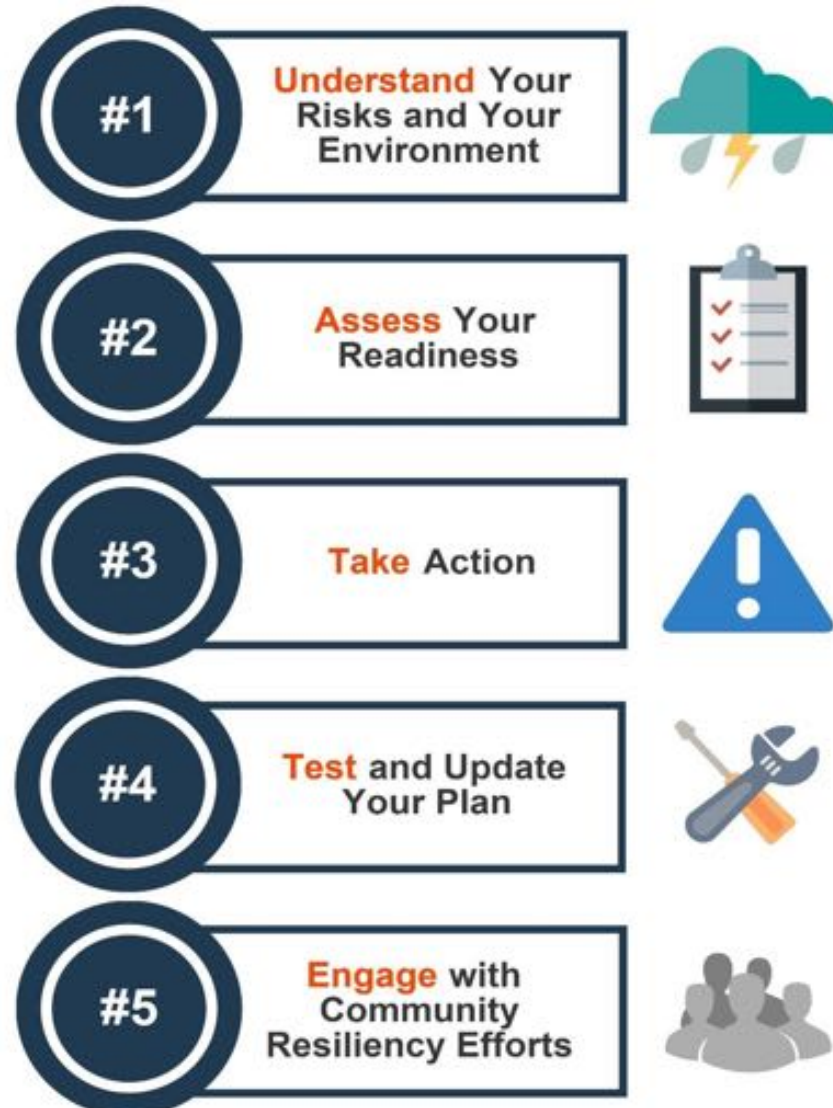 #1
Understand Your
Risks and Your
Environment
#2
Assess Your
Readiness
#3
Take Action
#4
Test and Update
Your Plan
#5
Engage with
Community
Resiliency Efforts